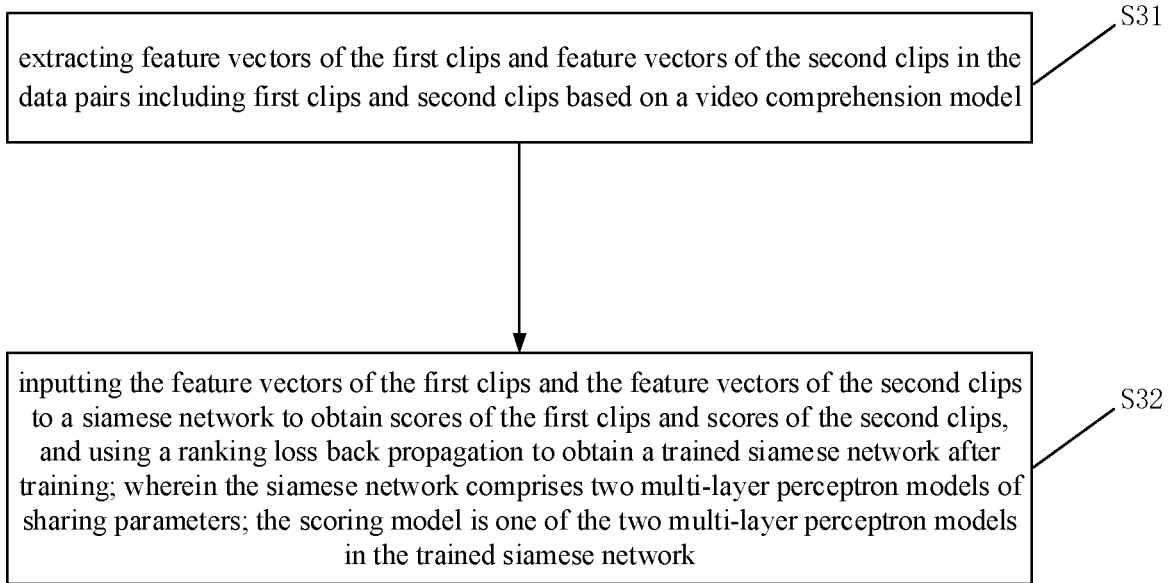 S31
extracting feature vectors of the first clips and feature vectors of the second clips in the
data pairs including first clips and second clips based on a video comprehension model
S32
inputting the feature vectors of the first clips and the feature vectors of the second clips
to a siamese network to obtain scores of the first clips and scores of the second clips,
and using a ranking loss back propagation to obtain a trained siamese network after
training; wherein the siamese network comprises two multi-layer perceptron models of
sharing parameters; the scoring model is one of the two multi-layer perceptron models
in the trained siamese network